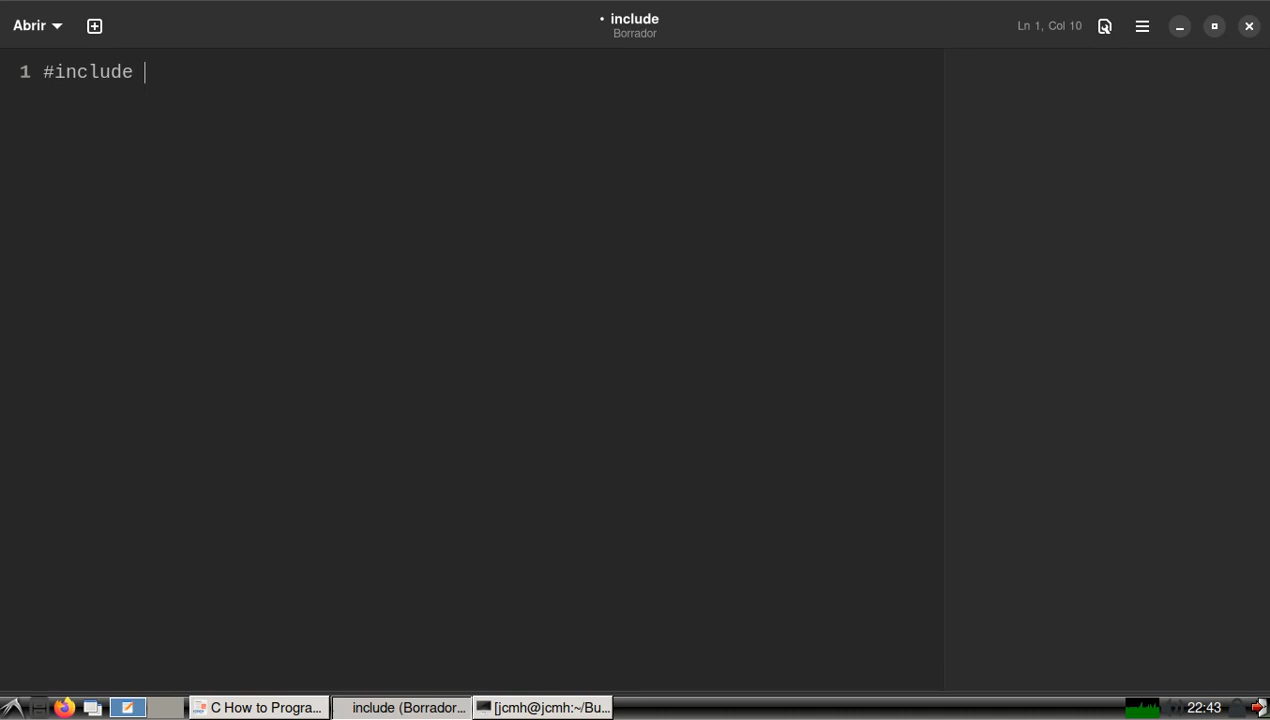 Abrir
• include
Borrador
Ln 1, Col 10
1 #include
C How to Progra...
include (Borrador...
[jcmh@jcmh:~/Bu...
22:43